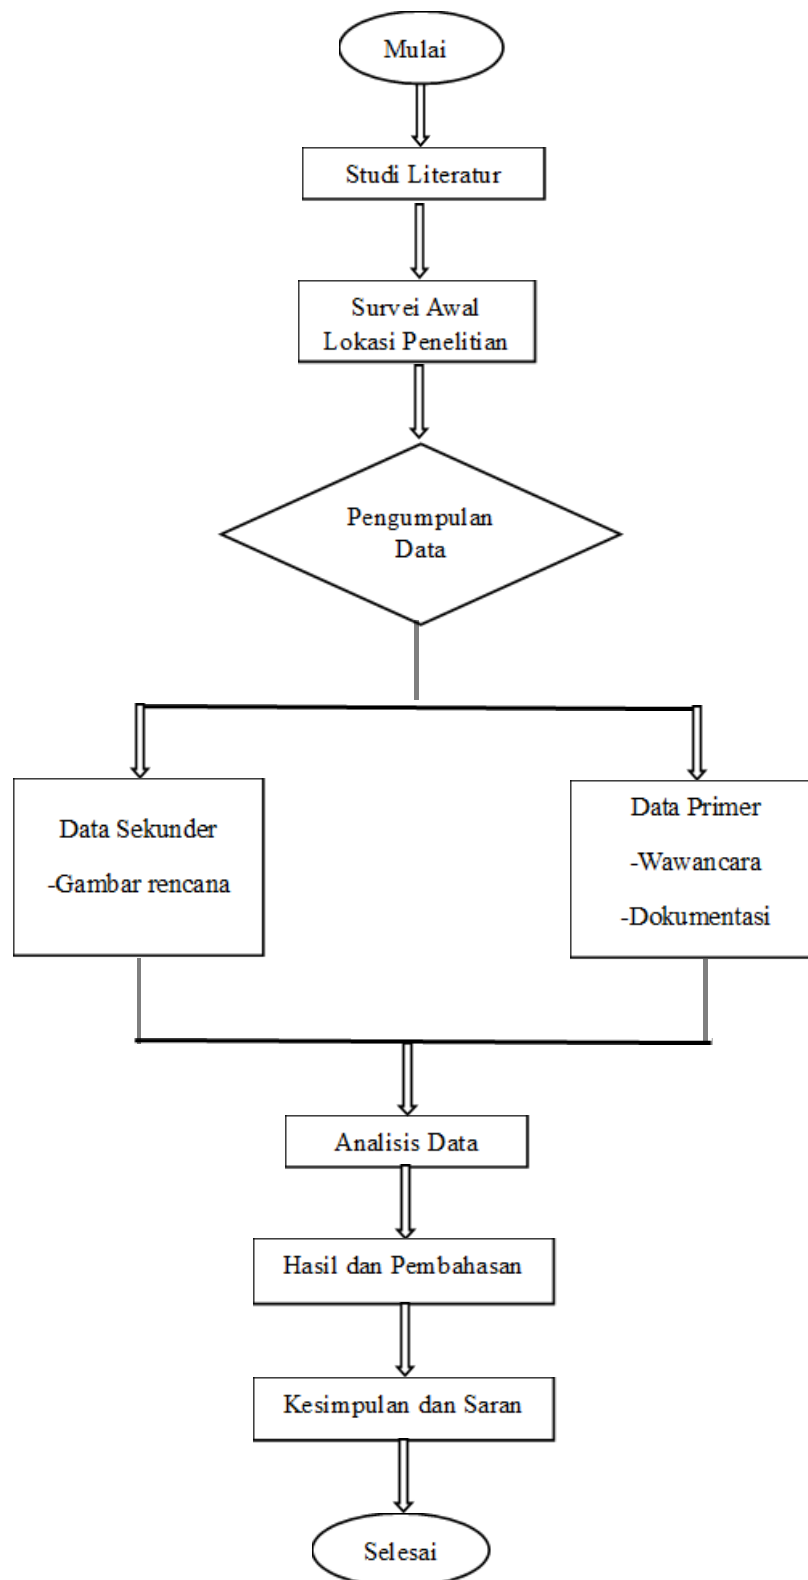 Mulai
Studi Literatur
Survei Awal
Lokasi Penelitian
Pengumpulan
Data
Data Sekunder
-Gambar rencana
Data Primer
-Wawancara
-Dokumentasi
Analisis Data
Hasil dan Pembahasan
Kesimpulan dan Saran
Selesai